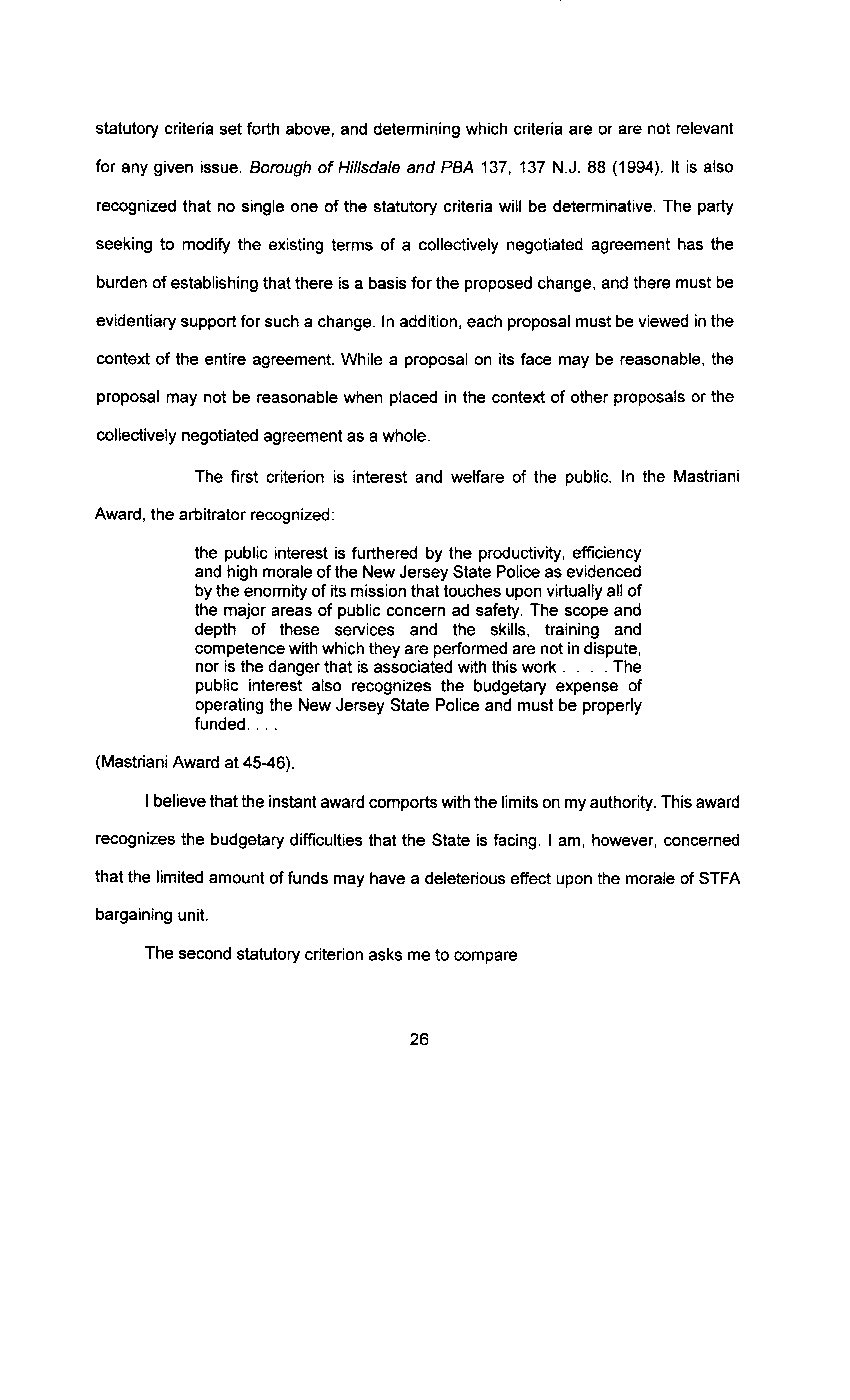 statutory criteria set forth above, and determining which criteria are or are not relevant
for any given issue. Borough of Hillsdale and PBA 137, 137 N.J. 88 (1994). It is also
recognized that no single one of the statutory criteria will be determinative. The party
seeking to modify the existing terms of a collectively negotiated agreement has the
burden of establishing that there is a basis for the proposed change, and there must be
evidentiary support for such a change. In addition, each proposal must be viewed in the
context of the entire agreement. While a proposal on its face may be reasonable, the
proposal may not be reasonable when placed in the context of other proposals or the
collectively negotiated agreement as a whole.
The first criterion is interest and welfare of the public. In the Mastriani
Award, the arbitrator recognized:
the public interest is furthered by the productivity, efficiency
and high morale of the New Jersey State Police as evidenced
by the enormity of its mission that touches upon virtually all of
the major areas of public concern ad safety. The scope and
depth of these services and the skills, training and
competence with which they are performed are not in dispute,
nor is the danger that is associated with this work . . . . The
public interest also recognizes the budgetary expense of
operating the New Jersey State Police and must be properly
funded. . . .
(Mastriani Award at 45-46).
I believe that the instant award comports with the limits on my authority. This award
recognizes the budgetary difficulties that the State is facing. I am, however, concerned
that the limited amount of funds may have a deleterious effect upon the morale of STFA
bargaining unit.
The second statutory criterion asks me to compare
26